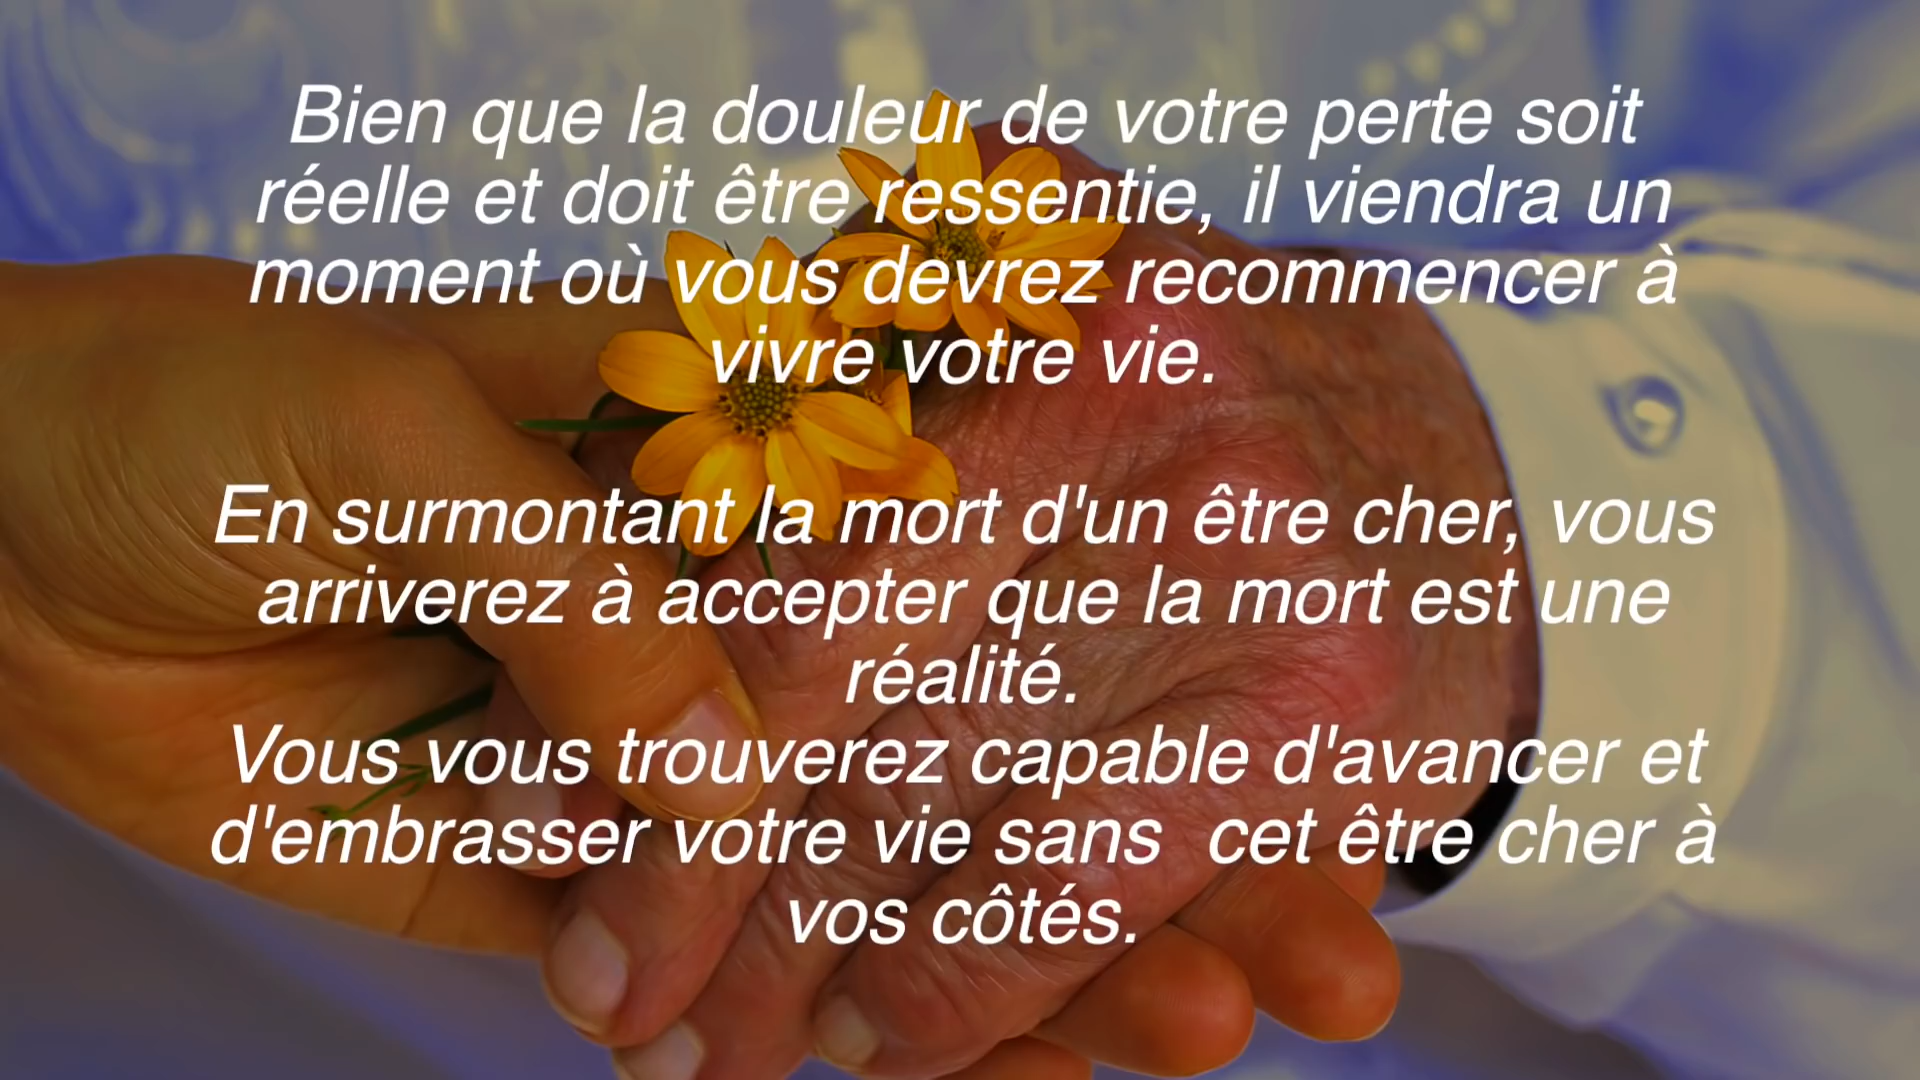 Bien que la douleur de votre perte soit
réelle et doit être ressentie, il viendra un
moment où vous devrez recommencer à
vivre votre vie.
En surmontant la mort d'un être cher, vous
arriverez à accepter que la mort est une
réalité.
Vous vous trouverez capable d'avancer et
d'embrasser votre vie sans  cet être cher à
vos côtés.